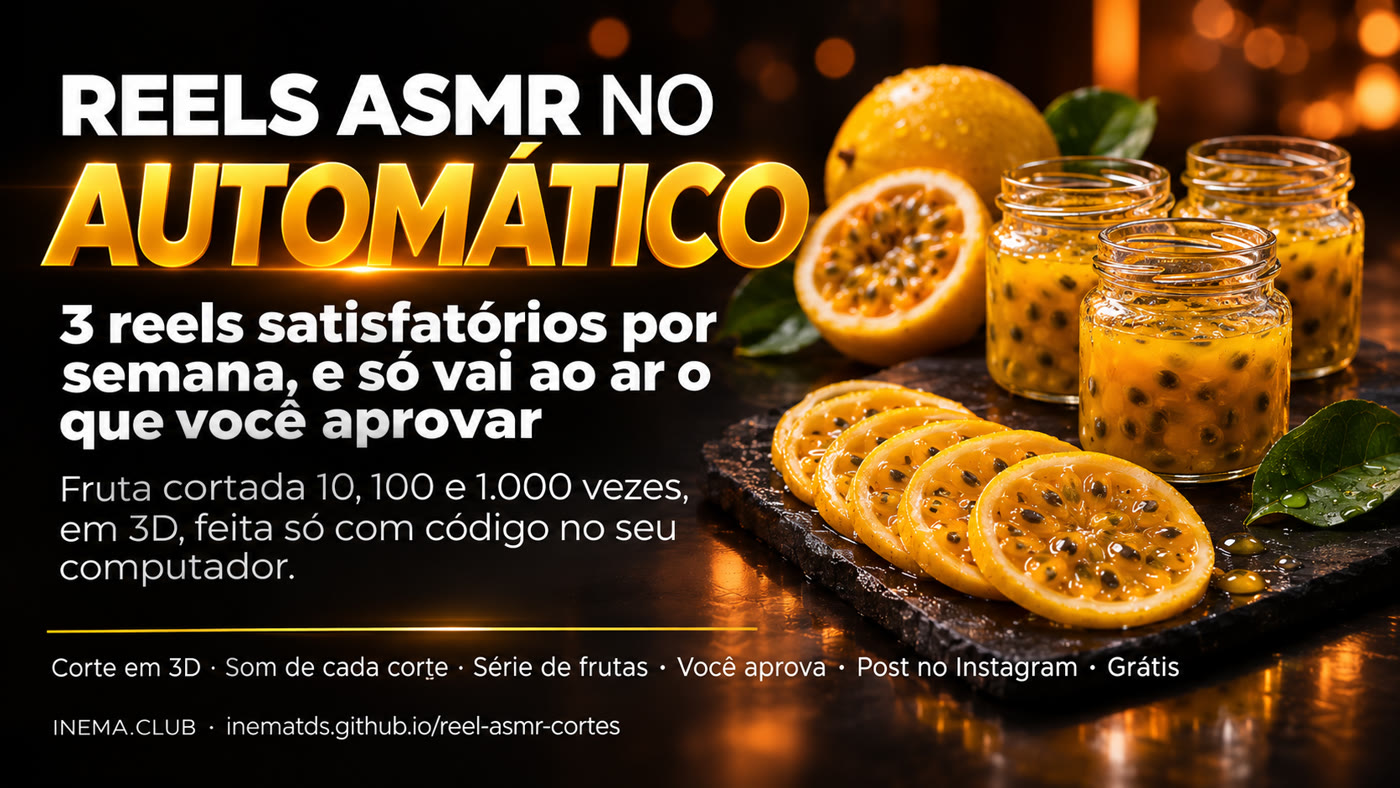 REELS ASMR NO
AUTOMÁTICO
3 reels satisfatórios por
semana, e só vai ao ar o
que você aprovar
Fruta cortada 10, 100 e 1.000 vezes,
em 3D, feita só com código no seu
computador.
Corte em 3D · Som de cada corte · Série de frutas · Você aprova · Post no Instagram · Grátis
INEMA.CLUB · inematds.github.io/reel-asmr-cortes